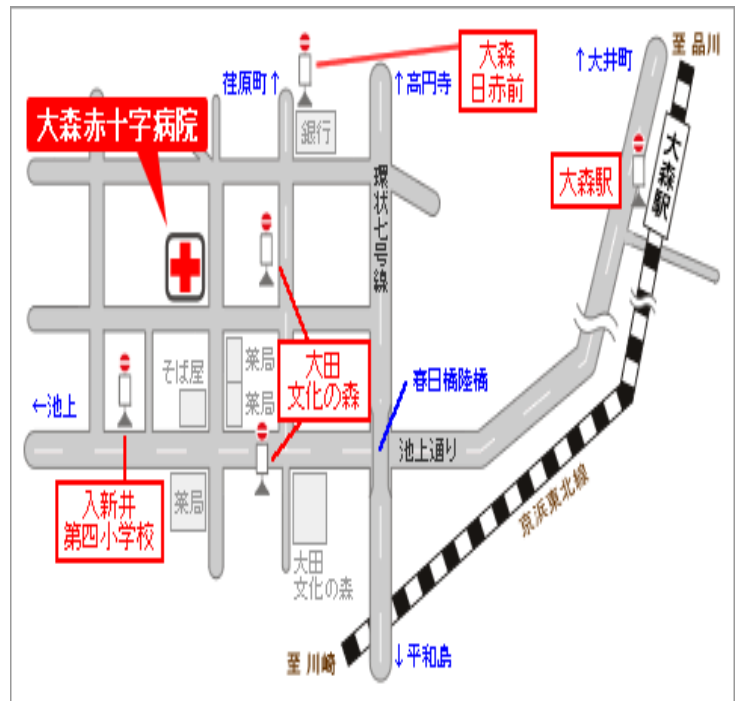 大森
日赤前
至 品川
↑大井町
荏原町↑
↑高円寺
大森赤十字病院
銀行
大森駅
大森駅
環状七号線
大田
文化の森
薬局
薬局
そば屋
春日橋陸橋
←池上
池上通り
入新井
第四小学校
薬局
京浜東北線
大田
文化の森
至 川崎
↓平和島